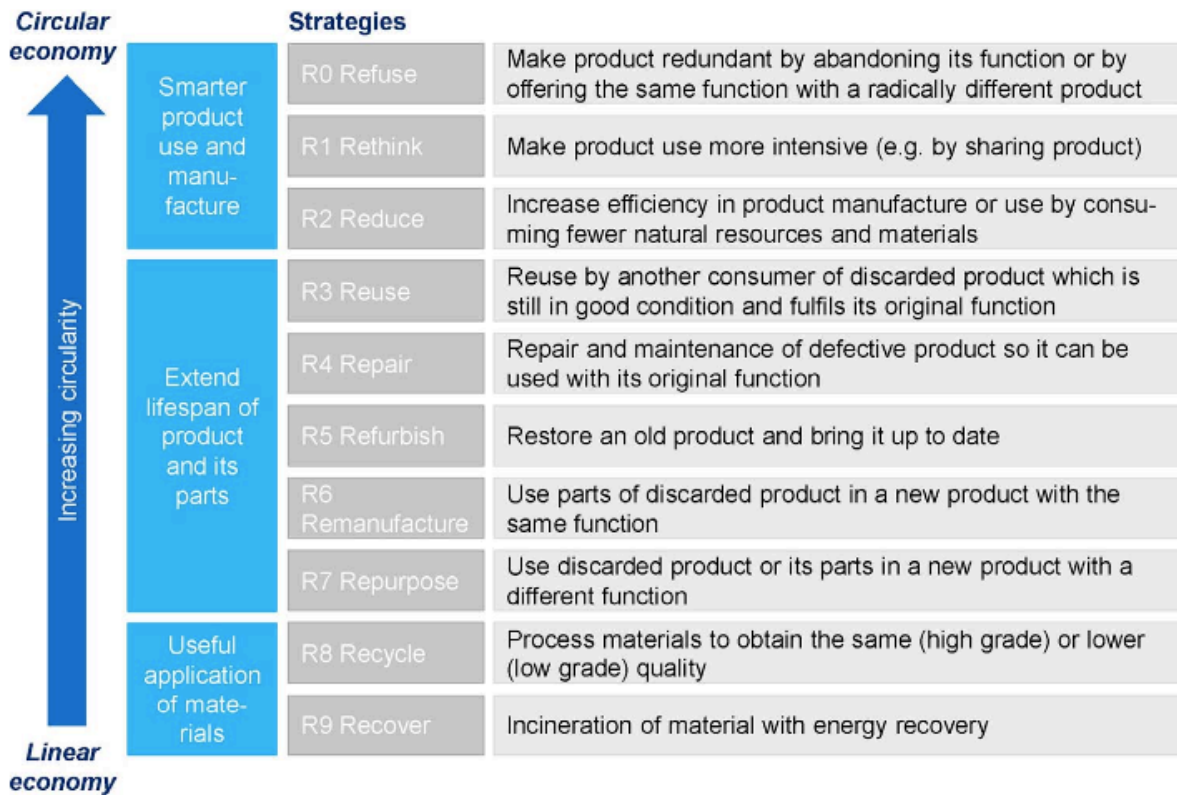 Circular
economy
Strategies
Smarter
product
use and
manu-
facture
R0 Refuse
Make product redundant by abandoning its function or by
offering the same function with a radically different product
R1 Rethink
Make product use more intensive (e.g. by sharing product)
R2 Reduce
Increase efficiency in product manufacture or use by consu-
ming fewer natural resources and materials
Increasing circularity
Extend
lifespan of
product
and its
parts
R3 Reuse
Reuse by another consumer of discarded product which is
still in good condition and fulfils its original function
R4 Repair
Repair and maintenance of defective product so it can be
used with its original function
R5 Refurbish
Restore an old product and bring it up to date
R6
Remanufacture
Use parts of discarded product in a new product with the
same function
R7 Repurpose
Use discarded product or its parts in a new product with a
different function
Useful
application
of mate-
rials
R8 Recycle
Process materials to obtain the same (high grade) or lower
(low grade) quality
R9 Recover
Incineration of material with energy recovery
Linear
economy